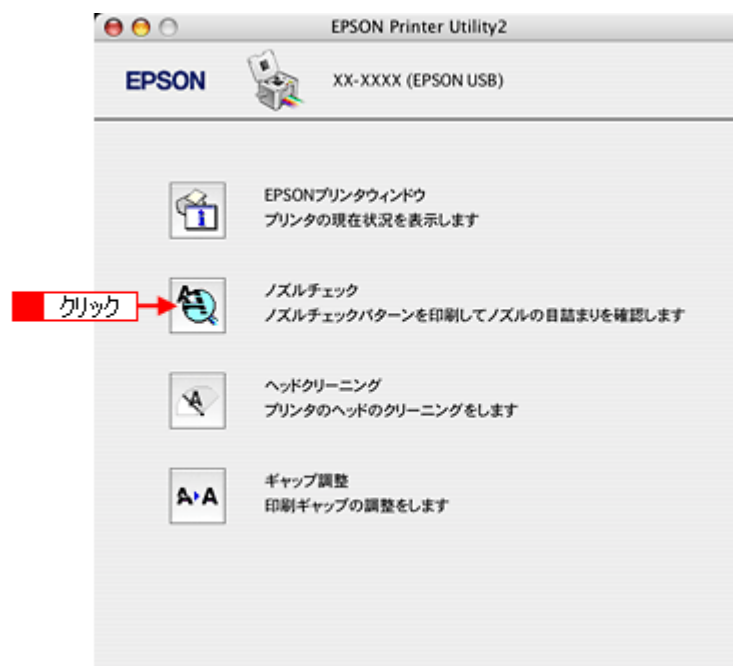 EPSON Printer Utility2
EPSON
XX-XXXX (EPSON USB)
EPSONプリンタウィンドウ
プリンタの現在状況を表示します
クリック
ノズルチェック
ノズルチェックパターンを印刷してノズルの目詰まりを確認します
ヘッドクリーニング
プリンタのヘッドのクリーニングをします
ギャップ調整
印刷ギャップの調整をします